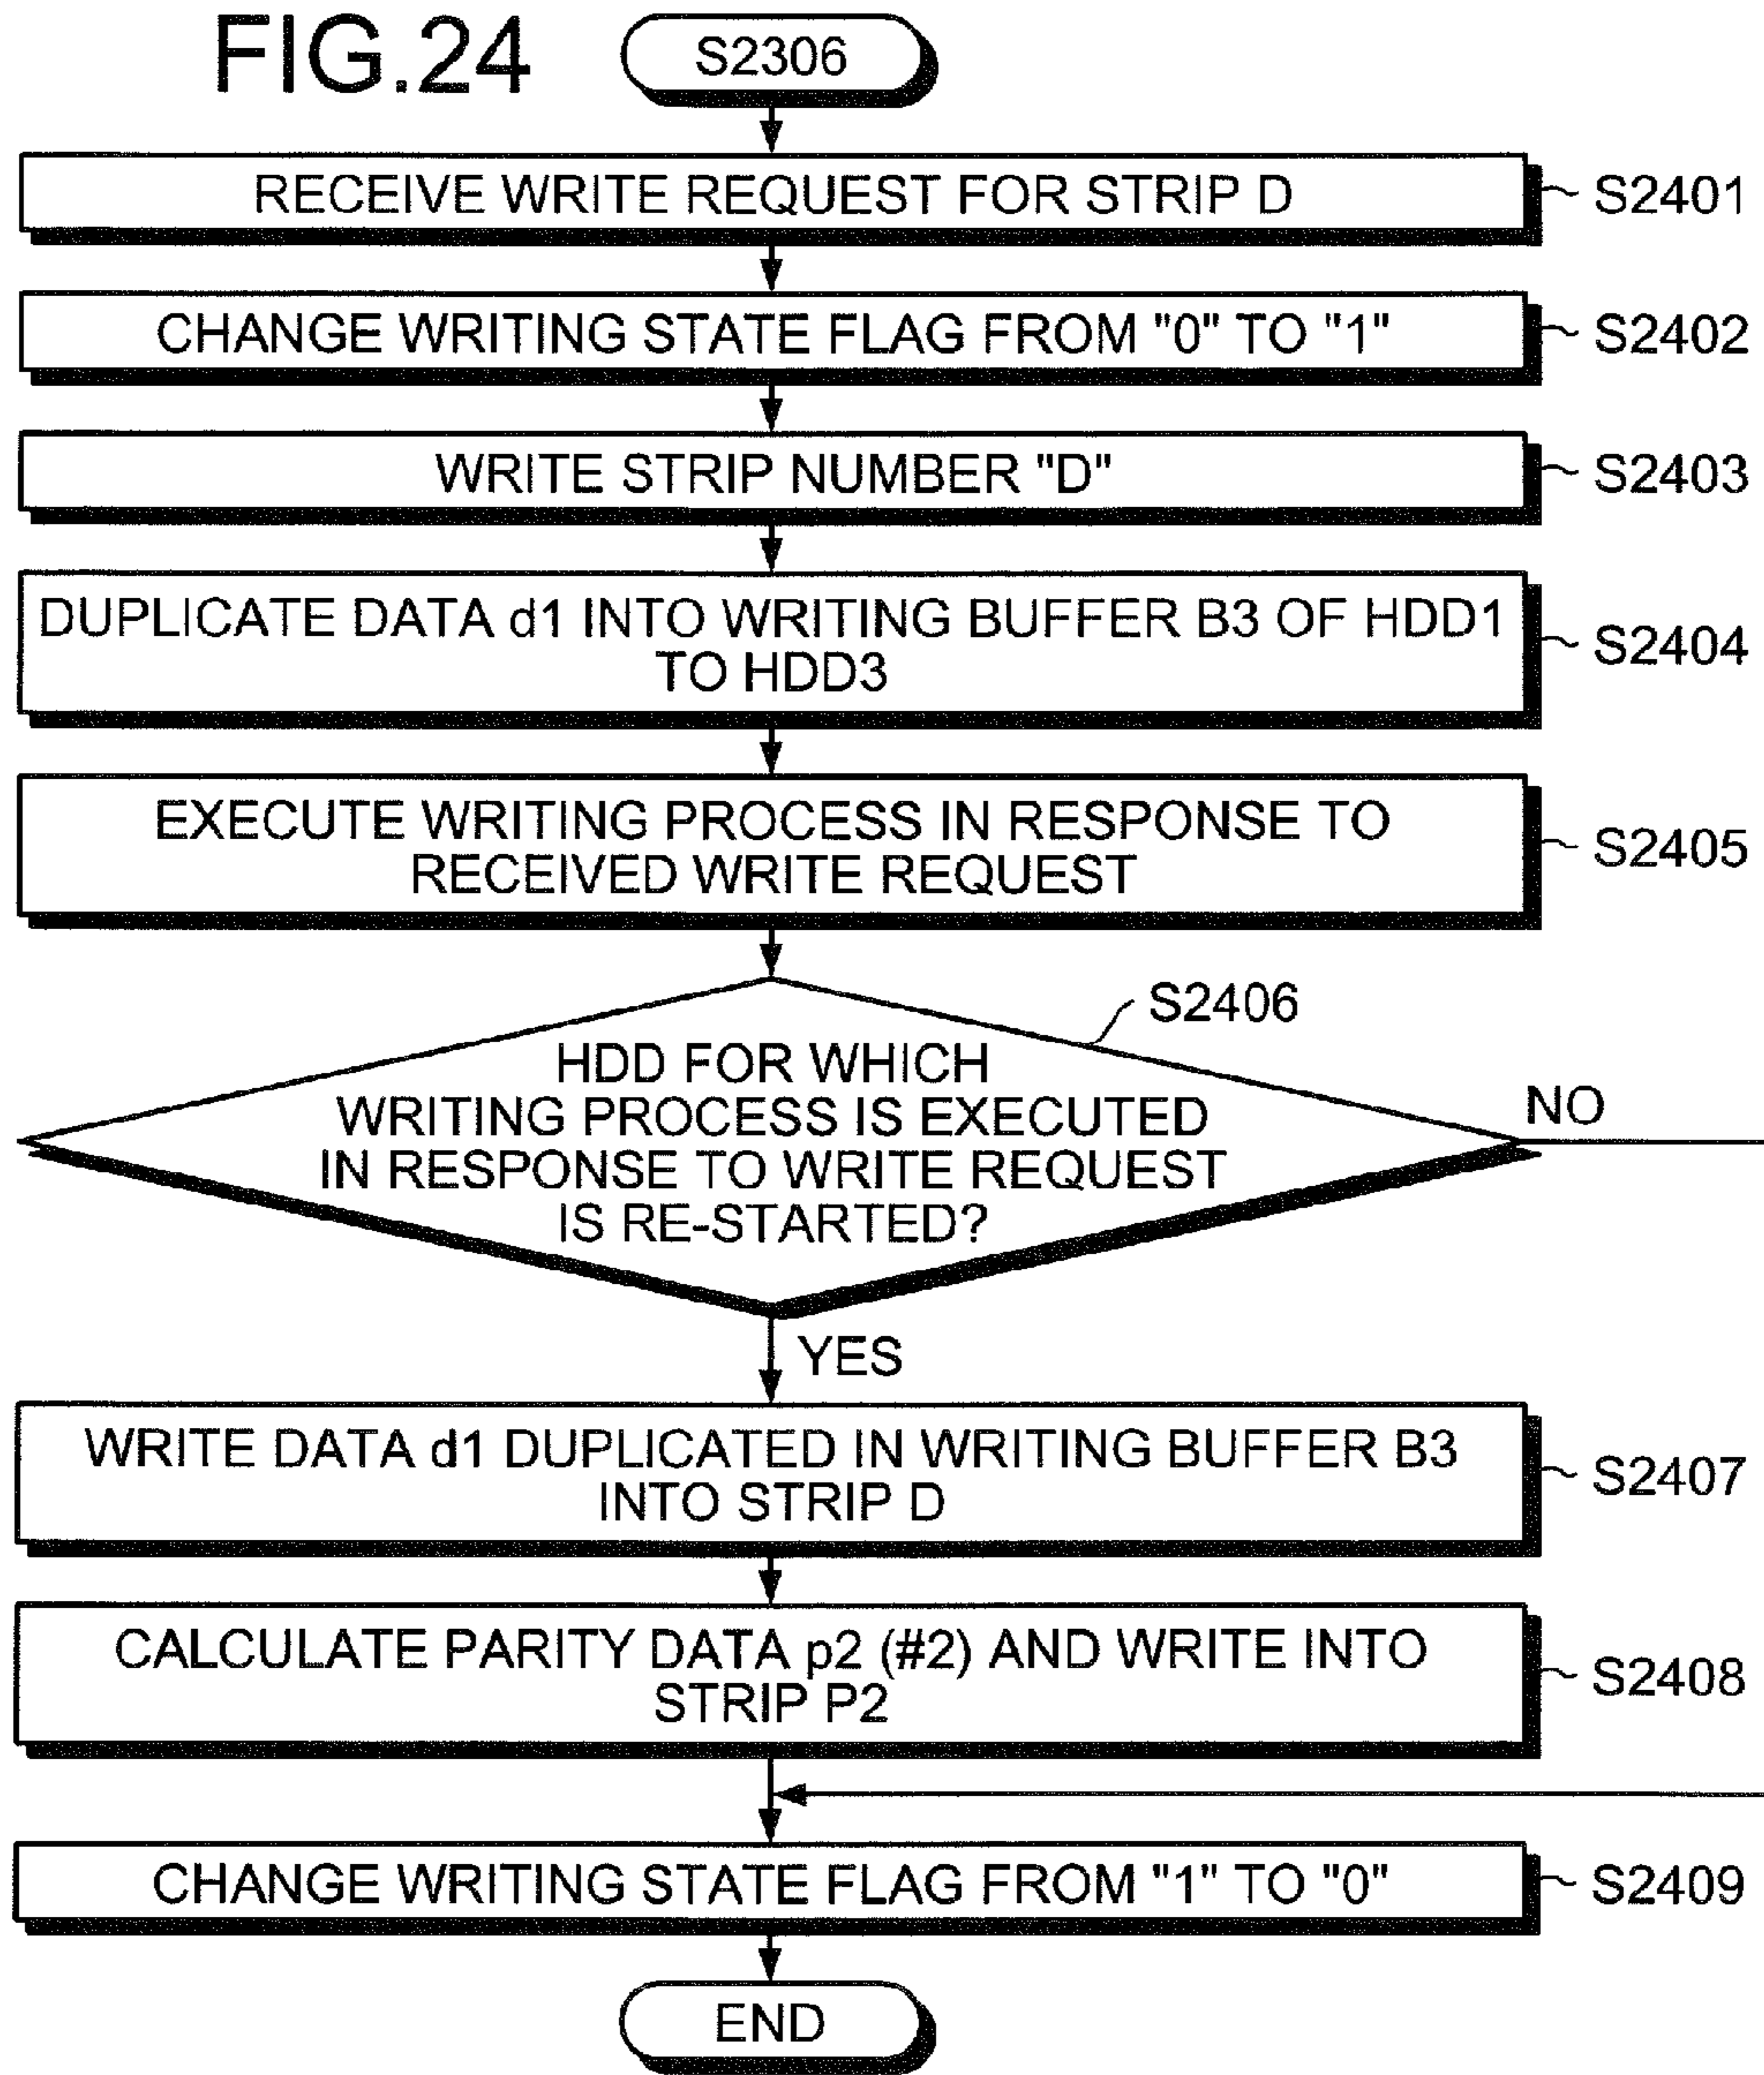 FIG.24
S2306
RECEIVE WRITE REQUEST FOR STRIP D
S2401
CHANGE WRITING STATE FLAG FROM "0" TO "1"
S2402
WRITE STRIP NUMBER "D"
S2403
DUPLICATE DATA d1 INTO WRITING BUFFER B3 OF HDD1
TO HDD3
S2404
EXECUTE WRITING PROCESS IN RESPONSE TO
RECEIVED WRITE REQUEST
S2405
S2406
HDD FOR WHICH
WRITING PROCESS IS EXECUTED
IN RESPONSE TO WRITE REQUEST
IS RE-STARTED?
NO
YES
WRITE DATA d1 DUPLICATED IN WRITING BUFFER B3
INTO STRIP D
S2407
CALCULATE PARITY DATA p2 (#2) AND WRITE INTO
STRIP P2
S2408
CHANGE WRITING STATE FLAG FROM "1" TO "0"
S2409
END